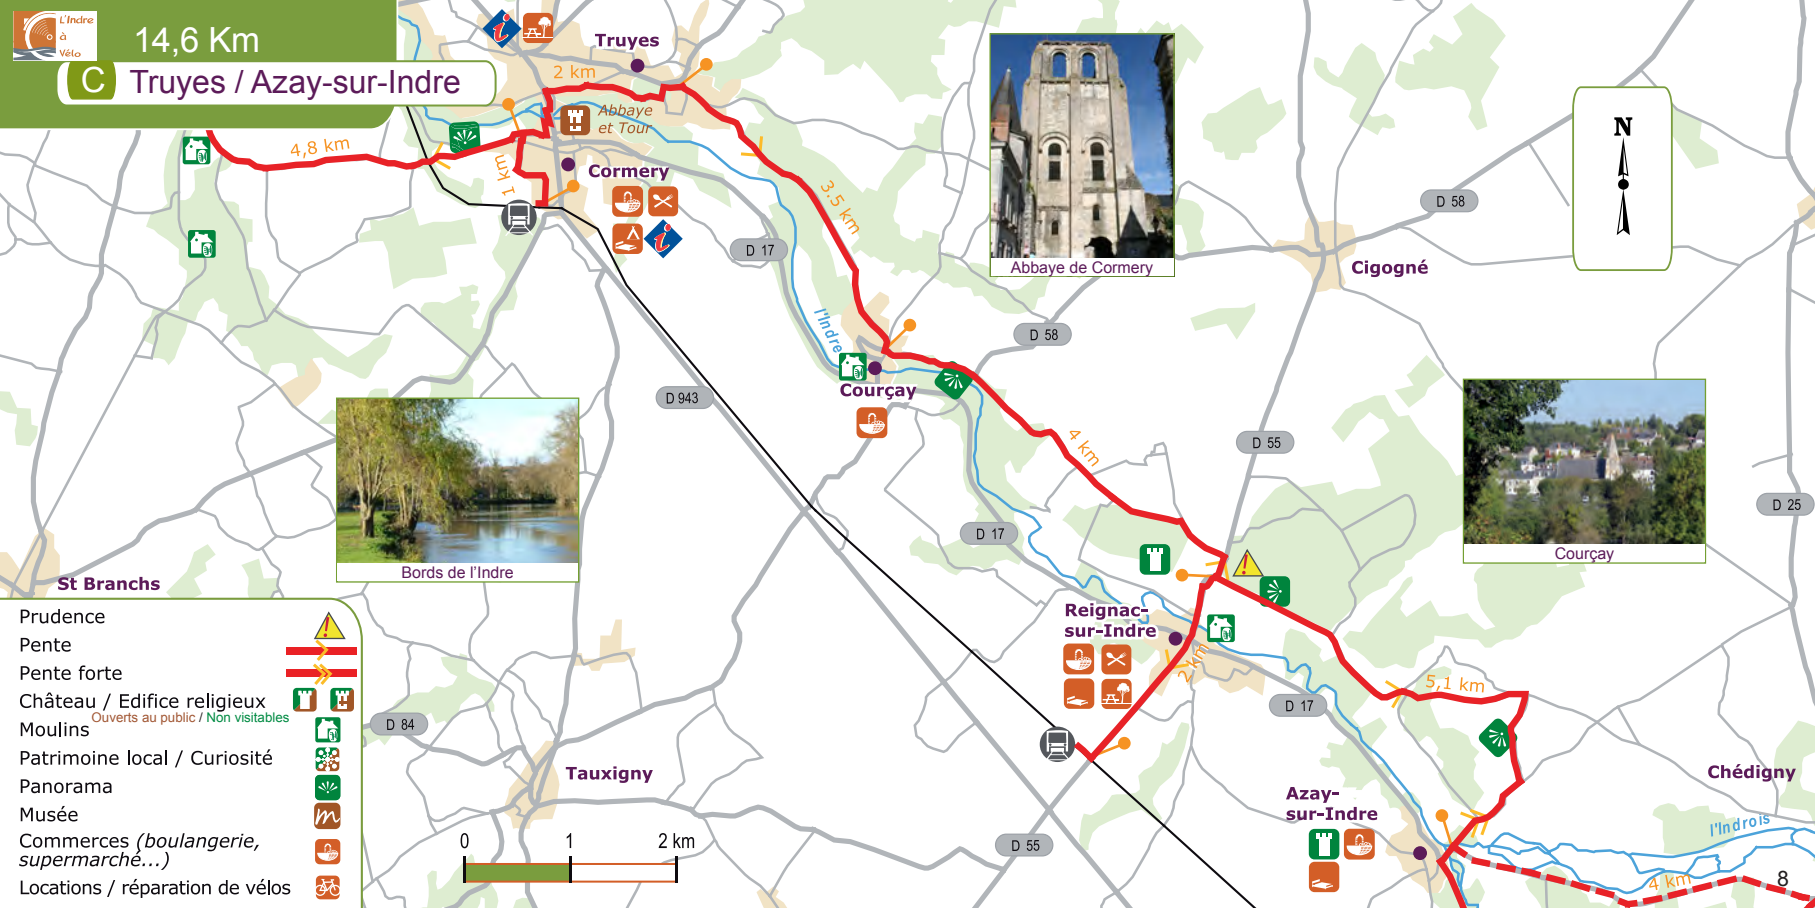 L'Indre
à
Vélo
14,6 Km
C Truyes / Azay-sur-Indre
Truyes
2 km
Abbaye
et Tour
4,8 km
1 km
Cormery
3.5 km
D 17
l'Indre
Abbaye de Cormery
D 58
N
Cigogné
D 58
D 943
Courçay
4 km
D 55
Bords de l'Indre
D 17
Courçay
D 25
St Branchs
Reignac-
sur-Indre
2 km
5,1 km
D 17
D 84
Tauxigny
Chédigny
Azay-
sur-Indre
l'Indrois
D 55
4 km
8
0 1 2 km
Prudence
Pente
Pente forte
Château / Edifice religieux
Ouverts au public / Non visitables
Moulins
Patrimoine local / Curiosité
Panorama
Musée
m
Commerces (boulangerie,
supermarché...)
Locations / réparation de vélos